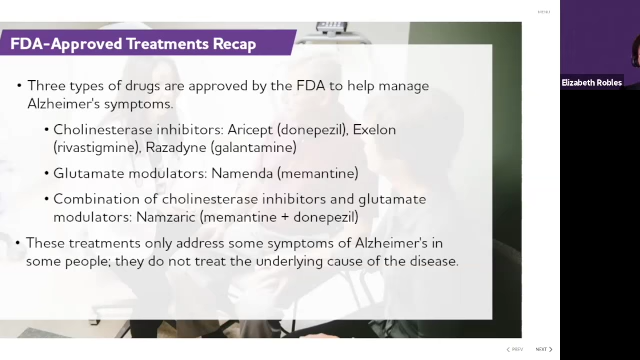 MENU
FDA-Approved Treatments Recap
Elizabeth Robles
• Three types of drugs are approved by the FDA to help manage
Alzheimer's symptoms.
• Cholinesterase inhibitors: Aricept (donepezil), Exelon
(rivastigmine), Razadyne (galantamine)
• Glutamate modulators: Namenda (memantine)
• Combination of cholinesterase inhibitors and glutamate
modulators: Namzaric (memantine + donepezil)
• These treatments only address some symptoms of Alzheimer's in
some people; they do not treat the underlying cause of the disease.
< PREV NEXT >